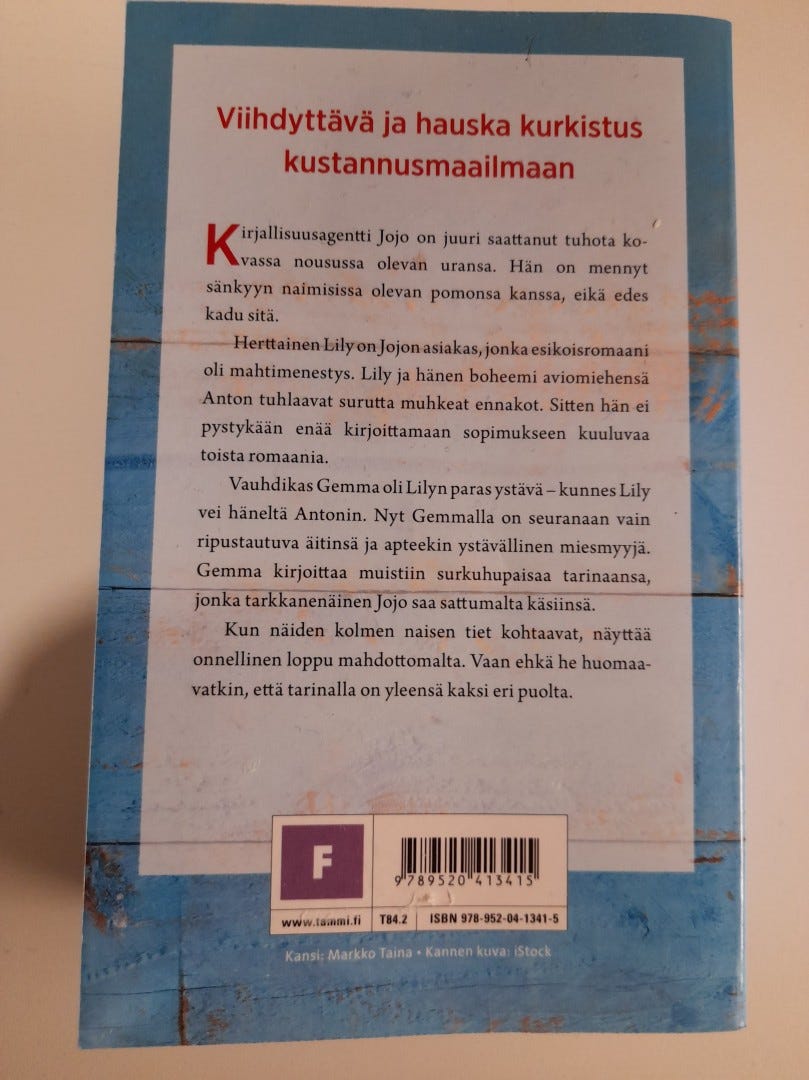 Viihdyttävä ja hauska kurkistus
kustannusmaailmaan
Kirjallisuusagentti Jojo on juuri saattanut tuhota ko-
vassa nousussa olevan uransa. Hän on mennyt
sänkyyn naimisissa olevan pomonsa kanssa, eikä edes
kadu sitä.
Herttainen Lily on Jojon asiakas, jonka esikoisromaani
oli mahtimenestys. Lily ja hänen boheemi aviomiehensä
Anton tuhlaavat surutta muhkeat ennakot. Sitten hän ei
pystykään enää kirjoittamaan sopimukseen kuuluvaa
toista romaania.
Vauhdikas Gemma oli Lilyn paras ystävä – kunnes Lily
vei häneltä Antonin. Nyt Gemmalla on seuranaan vain
ripustautuva äitinsä ja apteekin ystävällinen miesmyyjä.
Gemma kirjoittaa muistiin surkuhupaisaa tarinaansa,
jonka tarkkanenäinen Jojo saa sattumalta käsiinsä.
Kun näiden kolmen naisen tiet kohtaavat, näyttää
onnellinen loppu mahdottomalta. Vaan ehkä he huomaa-
vatkin, että tarinalla on yleensä kaksi eri puolta.
F
9 789520 413415
www.tammi.fi T84.2 ISBN 978-952-04-1341-5
Kansi: Markko Taina • Kannen kuva: iStock